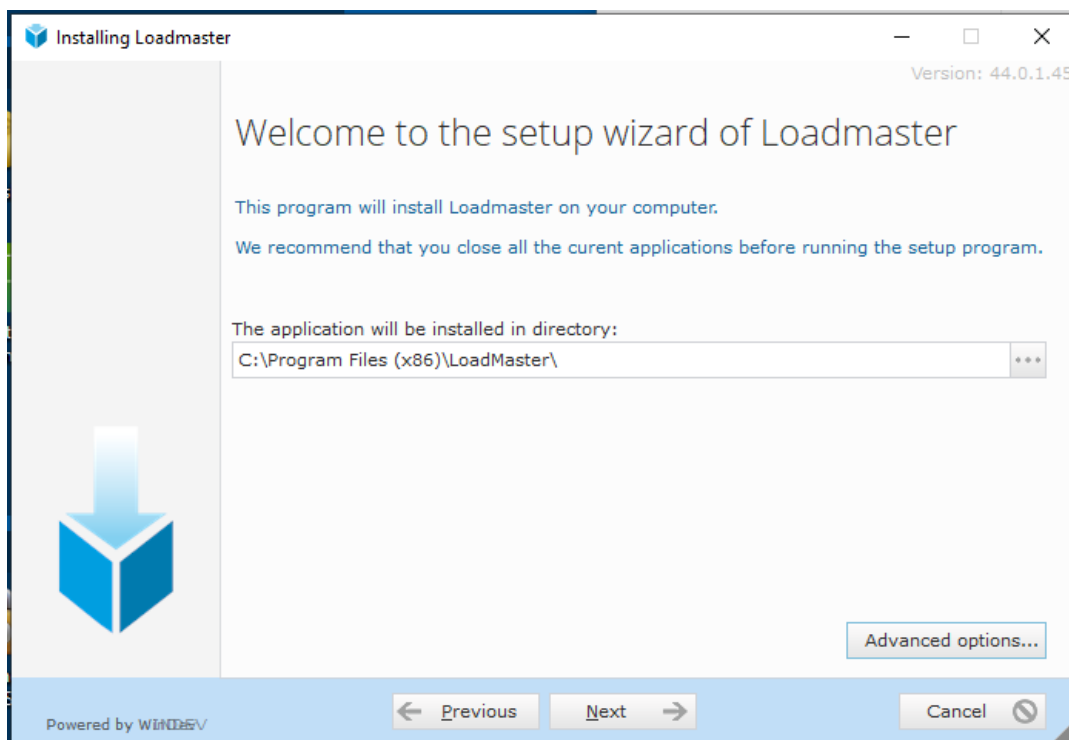 Installing Loadmaster
Version: 44.0.1.45
Welcome to the setup wizard of Loadmaster
This program will install Loadmaster on your computer.
We recommend that you close all the curent applications before running the setup program.
The application will be installed in directory:
C:\Program Files (x86)\LoadMaster\
Advanced options...
Powered by
Previous
Next
Cancel